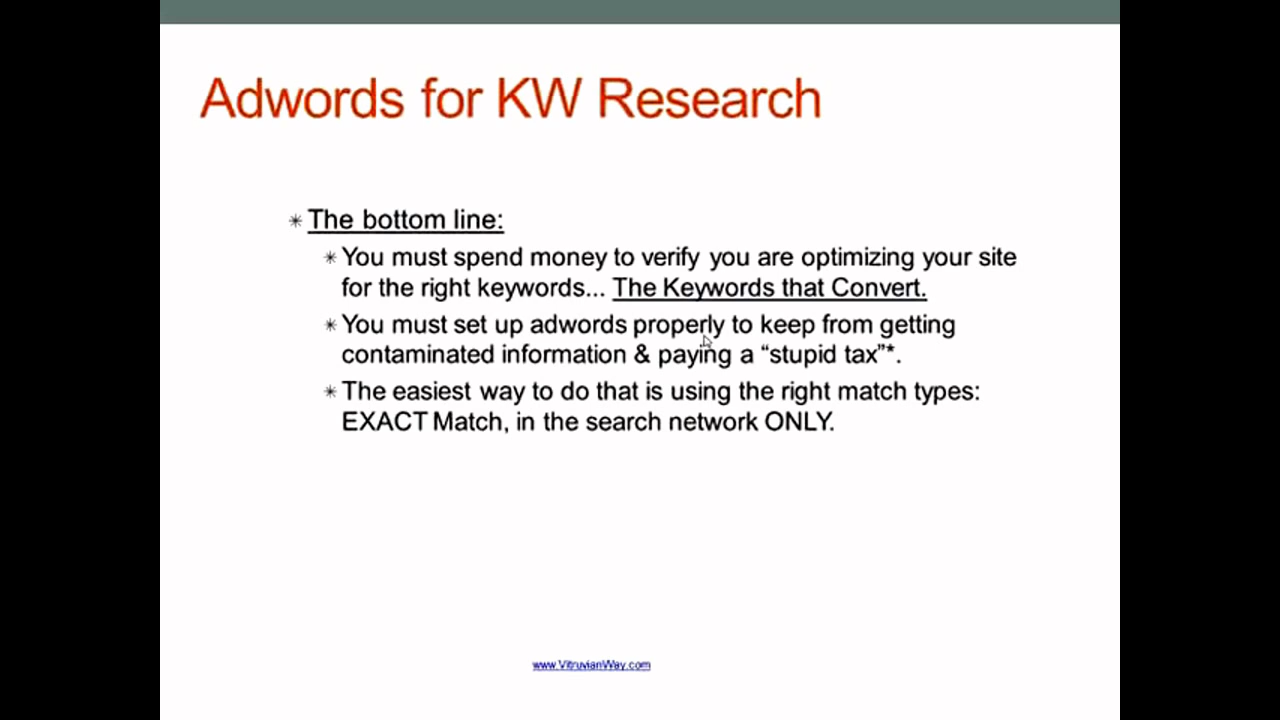 Adwords for KW Research
The bottom line:
You must spend money to verify you are optimizing your site
for the right keywords... The Keywords that Convert.
You must set up adwords properly to keep from getting
contaminated information & paying a “stupid tax”*.
The easiest way to do that is using the right match types:
EXACT Match, in the search network ONLY.
www.VitruvianWay.com